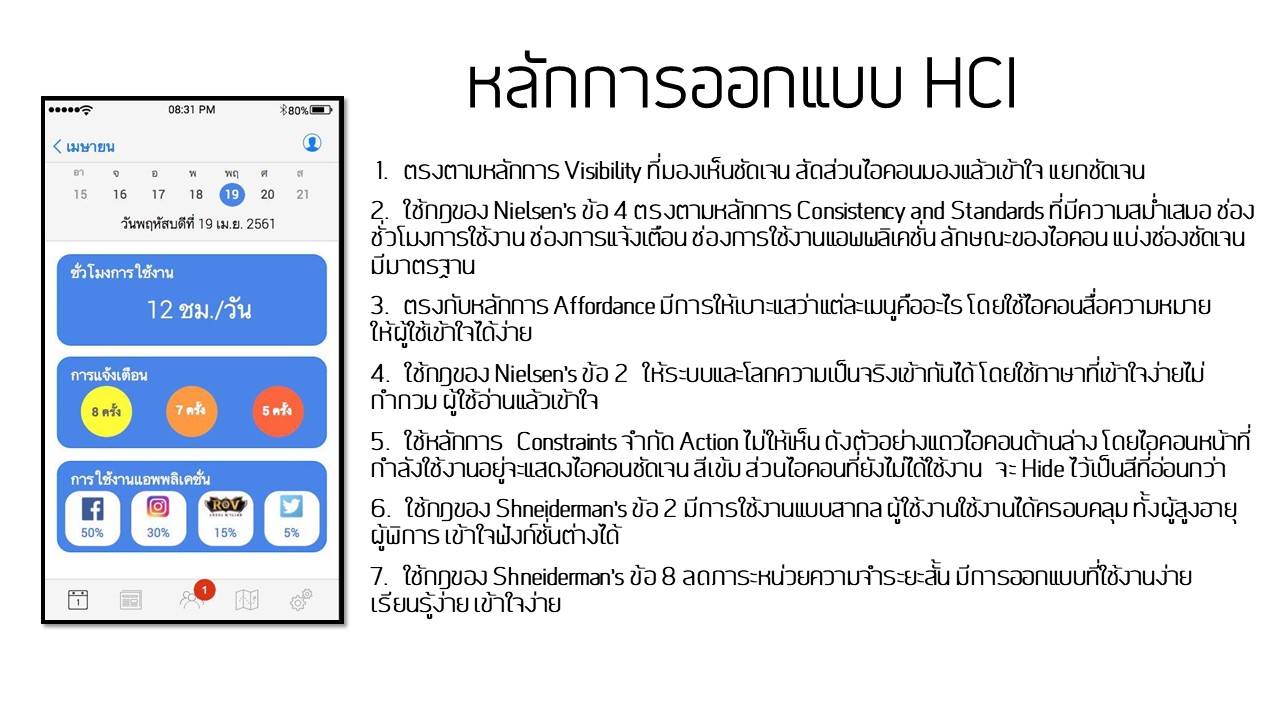 หลักการออกแบบ HCI
08:31 PM
80%
เมษายน
อา จ อ พ พฤ ศ ส
15 16 17 18 19 20 21
วันพฤหัสบดีที่ 19 เม.ย. 2561
ชั่วโมงการใช้งาน
12 ชม./วัน
การแจ้งเตือน
8 ครั้ง 7 ครั้ง 5 ครั้ง
การใช้งานแอพพลิเคชั่น
ROV
50% 30% 15% 5%
1
1
1. ตรงตามหลักการ Visibility ที่มองเห็นชัดเจน สัดส่วนไอคอนมองแล้วเข้าใจ แยกชัดเจน
2. ใช้กฎของ Nielsen's ข้อ 4 ตรงตามหลักการ Consistency and Standards ที่มีความสม่ำเสมอ ช่อง
ชั่วโมงการใช้งาน ช่องการแจ้งเตือน ช่องการใช้งานแอพพลิเคชั่น ลักษณะของไอคอน แบ่งช่องชัดเจน
มีมาตรฐาน
3. ตรงกับหลักการ Affordance มีการให้เบาะแสว่าแต่ละเมนูคืออะไร โดยใช้ไอคอนสื่อความหมาย
ให้ผู้ใช้เข้าใจได้ง่าย
4. ใช้กฎของ Nielsen's ข้อ 2 ให้ระบบและโลกความเป็นจริงเข้ากันได้ โดยใช้ภาษาที่เข้าใจง่ายไม่
กำกวม ผู้ใช้อ่านแล้วเข้าใจ
5. ใช้หลักการ Constraints จำกัด Action ไม่ให้เห็น ดังตัวอย่างแถวไอคอนด้านล่าง โดยไอคอนหน้าที่
กำลังใช้งานอยู่จะแสดงไอคอนชัดเจน สีเข้ม ส่วนไอคอนที่ยังไม่ได้ใช้งาน จะ Hide ไว้เป็นสีที่อ่อนกว่า
6. ใช้กฎของ Shneiderman's ข้อ 2 มีการใช้งานแบบสากล ผู้ใช้งานใช้งานได้ครอบคลุม ทั้งผู้สูงอายุ
ผู้พิการ เข้าใจฟังก์ชั่นต่างได้
7. ใช้กฎของ Shneiderman's ข้อ 8 ลดภาระหน่วยความจำระยะสั้น มีการออกแบบที่ใช้งานง่าย
เรียนรู้ง่าย เข้าใจง่าย